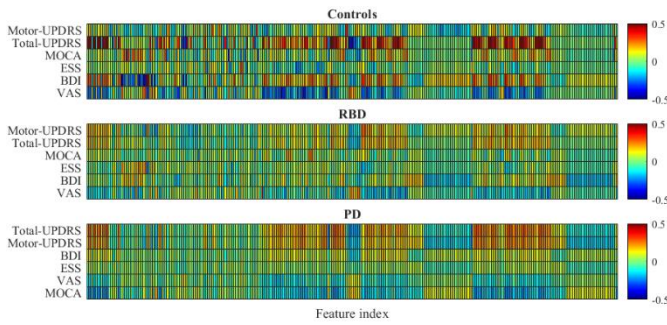 Controls
Motor-UPDRS
Total-UPDRS
MOCA
ESS
BDI
VAS
0.5
0
-0.5
RBD
Motor-UPDRS
Total-UPDRS
MOCA
ESS
BDI
VAS
0.5
0
-0.5
PD
Total-UPDRS
Motor-UPDRS
BDI
ESS
VAS
MOCA
0.5
0
-0.5
Feature index